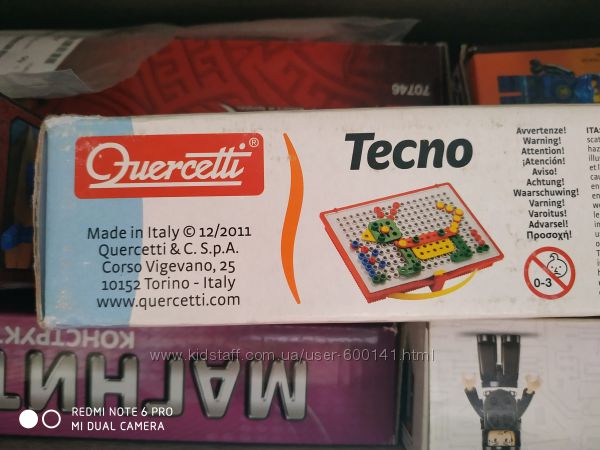 70746
Quercetti®
Made in Italy © 12/2011
Quercetti & C. S.p.A.
Corso Vigevano, 25
10152 Torino - Italy
www.quercetti.com
Tecno
Avvertenze!
Warning!
Attention!
¡Atención!
Aviso!
Achtung!
Waarschuwing!
Varning!
Varoitus!
Advarsel!
Προσοχή!
0-3
www.kidstaff.com.ua/user-600141.html
КОНСТРУК
МАГНИТ
REDMI NOTE 6 PRO
MI DUAL CAMERA